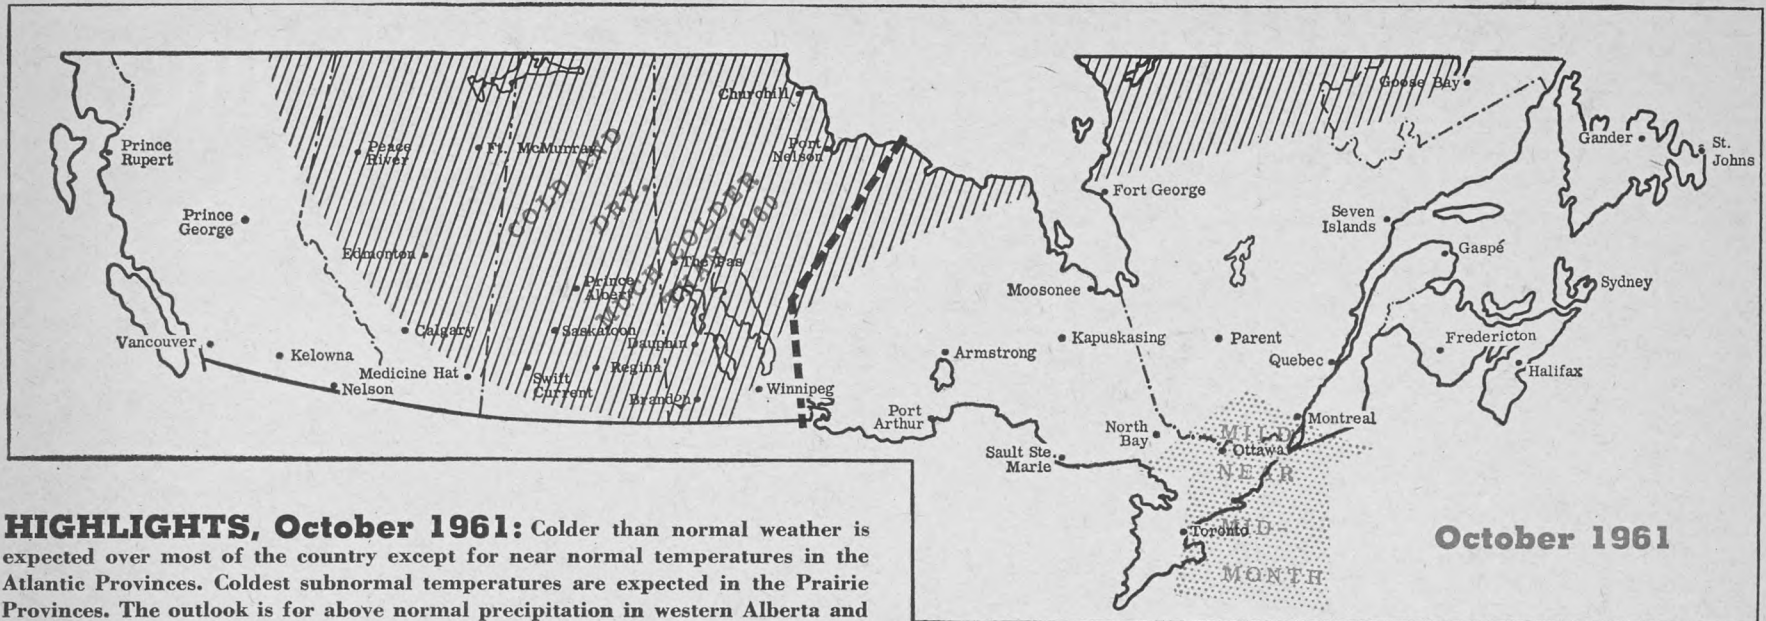 Churchill
Goose Bay
Prince
Rupert
Peace
River
Ft. McMurray
Port
Nelson
Gander
St.
Johns
COLD AND
DRY
MUCH COLDER
THAN 1960
Fort George
Prince
George
Seven
Islands
Edmonton
The Pas
Gaspé
Prince
Albert
Moosonee
Sydney
Calgary
Saskatoon
Dauphin
Vancouver
Kelowna
Kapuskasing
Parent
Fredericton
Armstrong
Quebec
Medicine Hat
Nelson
Swift
Current
Regina
Brandon
Winnipeg
Halifax
Port
Arthur
North
Bay
Montreal
Sault Ste.
Marie
Ottawa
MILD
NEAR
MID-
MONTH
Toronto
October 1961
HIGHLIGHTS, October 1961: Colder than normal weather is
expected over most of the country except for near normal temperatures in the
Atlantic Provinces. Coldest subnormal temperatures are expected in the Prairie
Provinces. The outlook is for above normal precipitation in western Alberta and